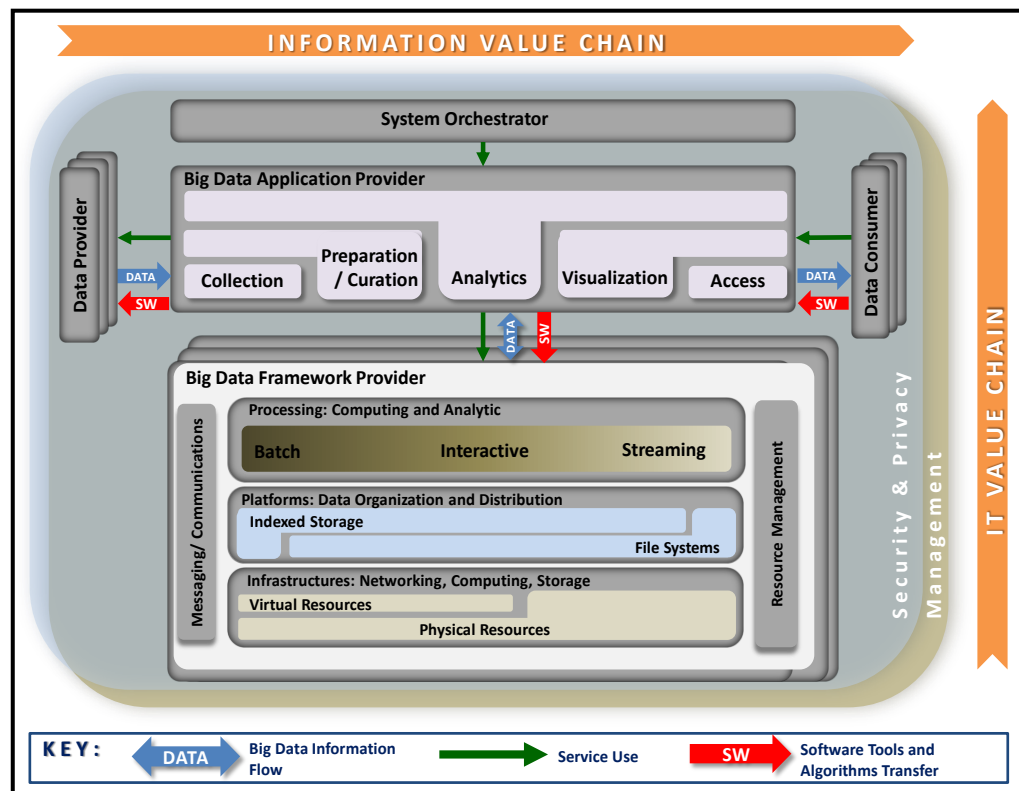 INFORMATION VALUE CHAIN
System Orchestrator
Big Data Application Provider
Data Provider
Data Consumer
Preparation
/ Curation
Collection
Analytics
Visualization
Access
DATA
SW
DATA
SW
DATA
SW
Big Data Framework Provider
Messaging/ Communications
Processing: Computing and Analytic
Batch
Interactive
Streaming
Platforms: Data Organization and Distribution
Indexed Storage
File Systems
Infrastructures: Networking, Computing, Storage
Virtual Resources
Physical Resources
Resource Management
Security & Privacy
Management
IT VALUE CHAIN
KEY:
DATA
Big Data Information
Flow
Service Use
SW
Software Tools and
Algorithms Transfer